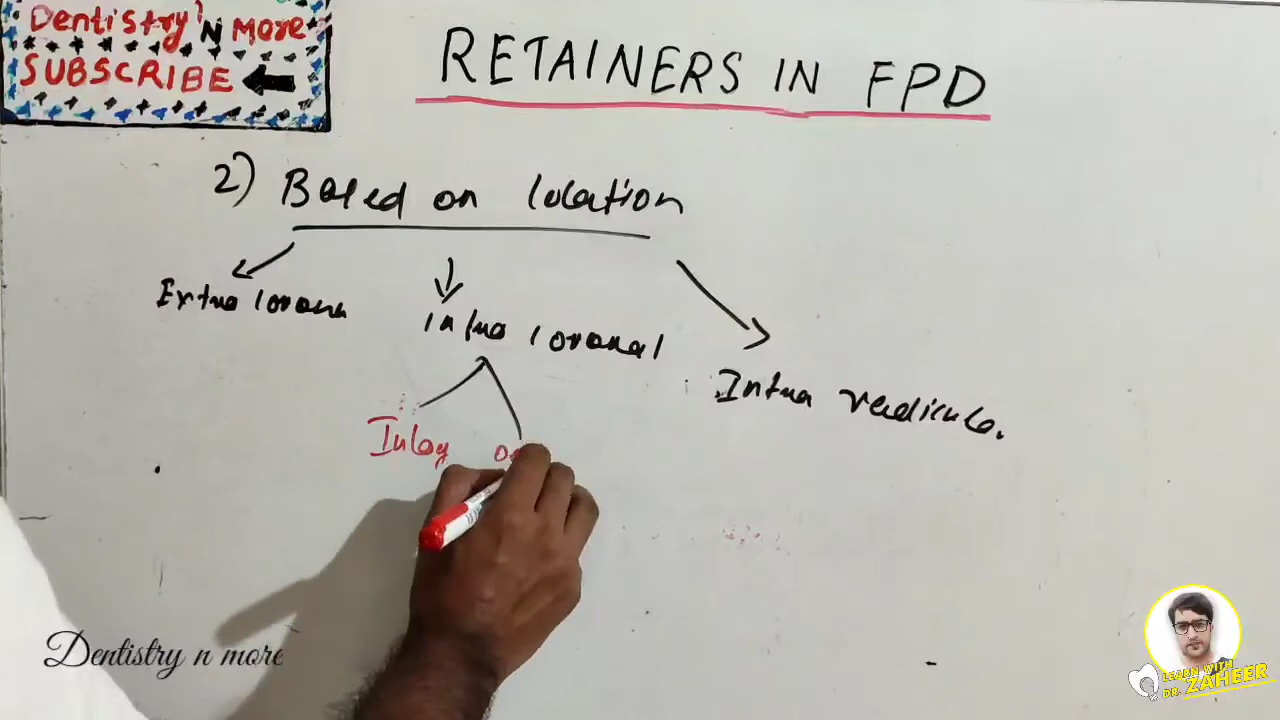 Dentistry'N More
SUBSCRIBE
RETAINERS IN FPD
2) Based on location
Extra coronal
Intra coronal
Intra radicular
Inlay
Dentistry n more
LEARN WITH
DR. ZAHEER